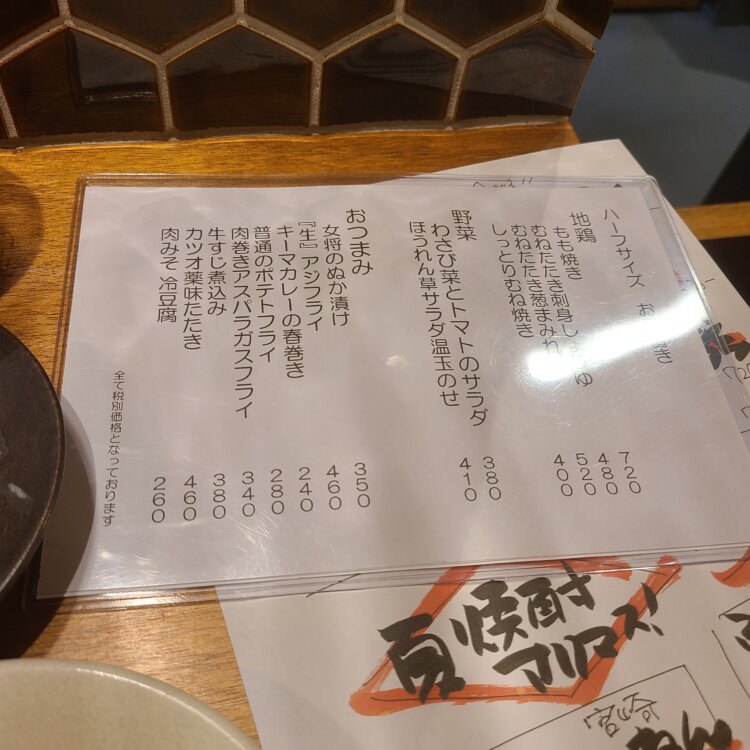 ハーフサイズ お
地鶏
もも焼き 720
むねたたき刺身しょうゆ 480
むねたたき葱まみれ 520
しっとりむね焼き 400
野菜
わさび菜とトマトのサラダ 380
ほうれん草サラダ温玉のせ 410
おつまみ
女将のぬか漬け 350
『生』アジフライ 460
キーマカレーの春巻き 240
普通のポテトフライ 280
肉巻きアスパラガスフライ 340
牛すじ煮込み 380
カツオ薬味たたき 460
肉みそ 冷豆腐 260
全て税別価格となっております
夏焼酎
アリマス!
宮崎